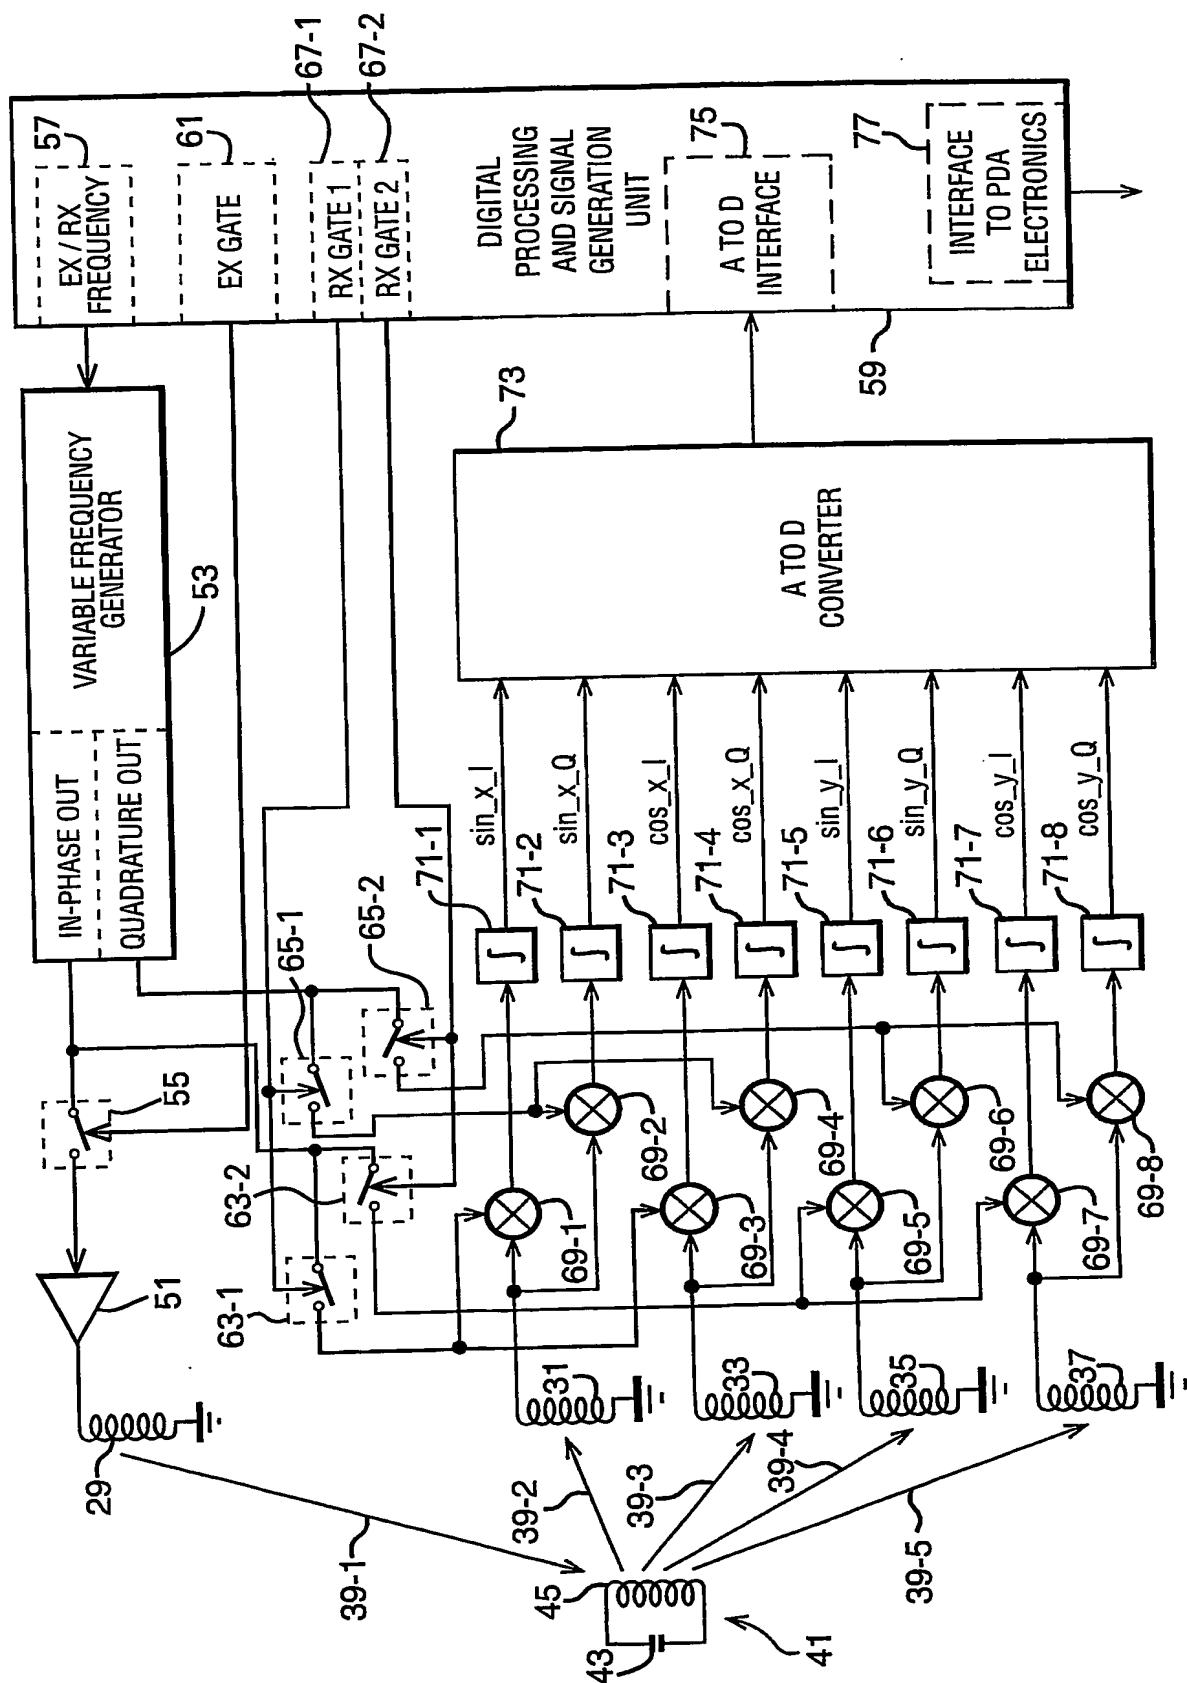 57
EX / RX
FREQUENCY
61
EX GATE
67-1
67-2
RX GATE 1
RX GATE 2
DIGITAL
PROCESSING
AND SIGNAL
GENERATION
UNIT
75
A TO D
INTERFACE
77
INTERFACE
TO PDA
ELECTRONICS
59
VARIABLE FREQUENCY
GENERATOR
53
IN-PHASE OUT
QUADRATURE OUT
73
A TO D
CONVERTER
sin_x_I
sin_x_Q
cos_x_I
cos_x_Q
sin_y_I
sin_y_Q
cos_y_I
cos_y_Q
71-1
71-2
71-3
71-4
71-5
71-6
71-7
71-8
∫
∫
∫
∫
∫
∫
∫
∫
55
65-1
65-2
63-2
63-1
51
69-2
69-4
69-6
69-8
69-1
69-3
69-5
69-7
29
31
33
35
37
39-1
39-2
39-3
39-4
39-5
45
43
41